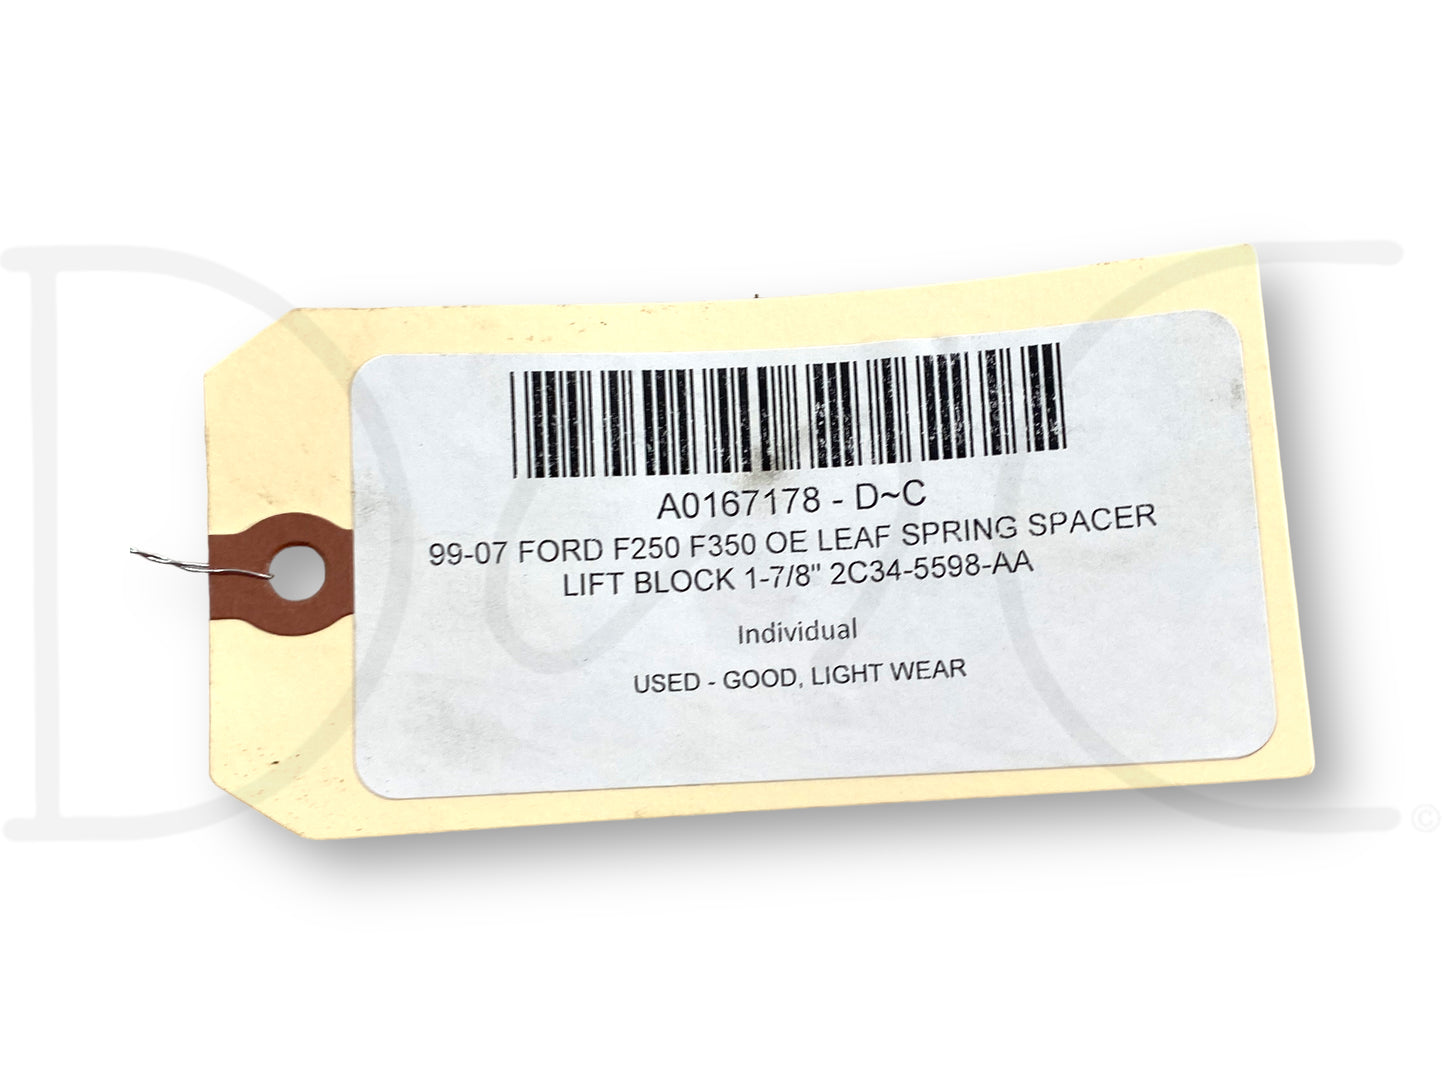 A0167178 - D~C
99-07 FORD F250 F350 OE LEAF SPRING SPACER
LIFT BLOCK 1-7/8" 2C34-5598-AA
Individual
USED - GOOD, LIGHT WEAR
D~C
©